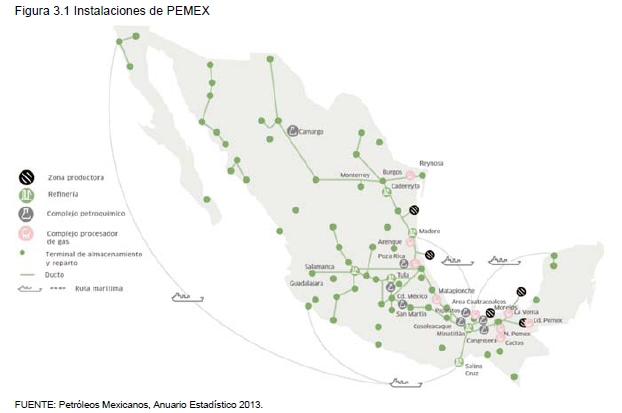 Figura 3.1 Instalaciones de PEMEX
Camargo
Reynosa
Burgos
Monterrey
Cadereyta
Zona productora
Refinería
Complejo petroquímico
Complejo procesador
de gas
Terminal de almacenamiento
y reparto
Ducto
Ruta marítima
Madero
Arenque
Poza Rica
Salamanca
Guadalajara
Tula
Cd. México
San Martín
Matapionche
Área Coatzacoalcos
Morelos
La Venta
Cd. Pemex
Pajaritos
Cosoleacaque
Minatitlán
Cangrejera
N. Pemex
Cactus
Salina
Cruz
FUENTE: Petróleos Mexicanos, Anuario Estadístico 2013.